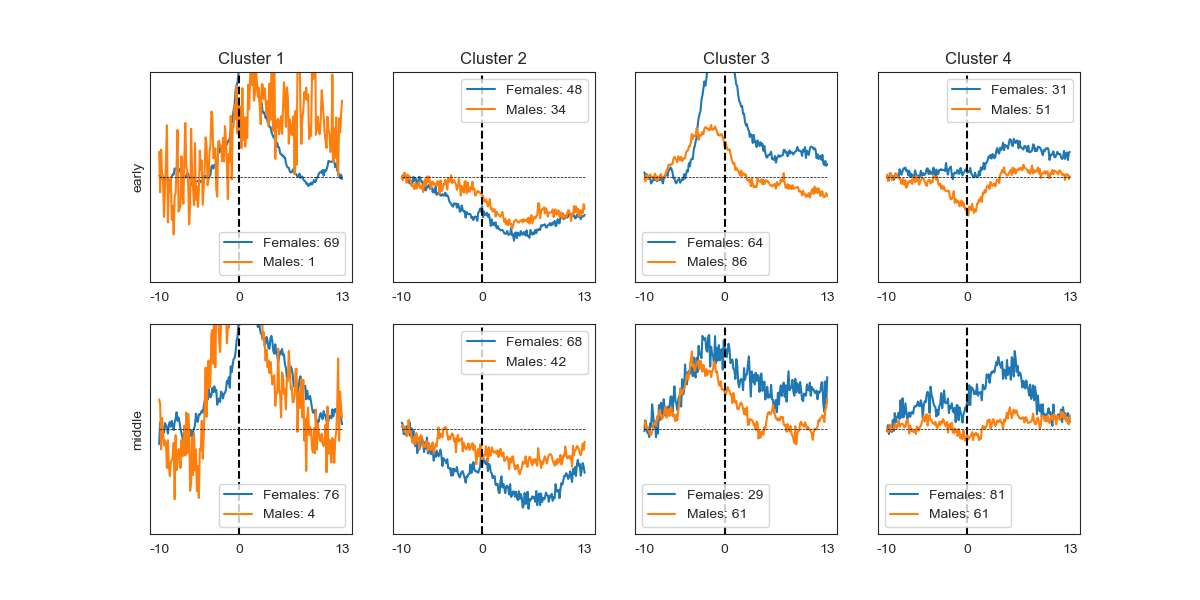 Cluster 1 Cluster 2 Cluster 3 Cluster 4
early
Females: 69
Males: 1
-10 0 13
Females: 48
Males: 34
-10 0 13
Females: 64
Males: 86
-10 0 13
Females: 31
Males: 51
-10 0 13
middle
Females: 76
Males: 4
-10 0 13
Females: 68
Males: 42
-10 0 13
Females: 29
Males: 61
-10 0 13
Females: 81
Males: 61
-10 0 13